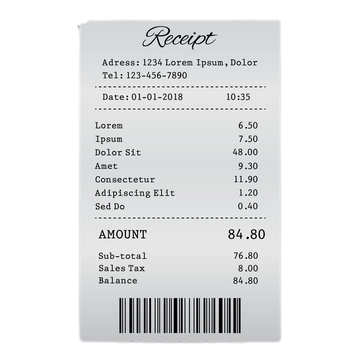 Receipt
Adress: 1234 Lorem Ipsum, Dolor
Tel: 123-456-7890
Date: 01-01-2018 10:35
Lorem 6.50
Ipsum 7.50
Dolor Sit 48.00
Amet 9.30
Consectetur 11.90
Adipiscing Elit 1.20
Sed Do 0.40
AMOUNT 84.80
Sub-total 76.80
Sales Tax 8.00
Balance 84.80